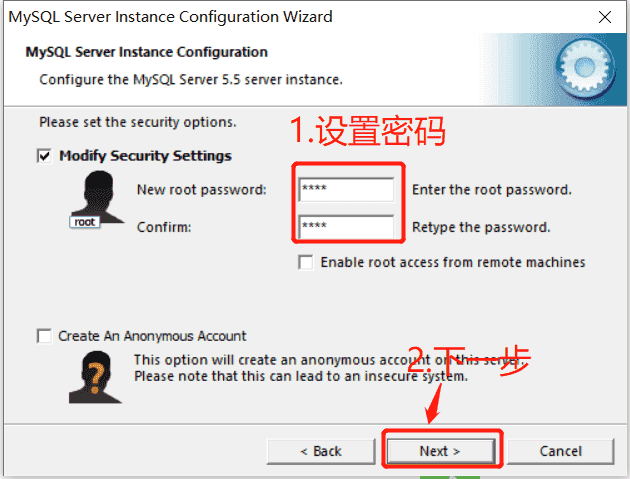 MySQL Server Instance Configuration Wizard
MySQL Server Instance Configuration
Configure the MySQL Server 5.5 server instance.
Please set the security options.
1.设置密码
Modify Security Settings
New root password: **** Enter the root password.
root
Confirm: **** Retype the password.
Enable root access from remote machines
Create An Anonymous Account
This option will create an anonymous account on this server.
2.下一步
Please note that this can lead to an insecure system.
< Back Next > Cancel